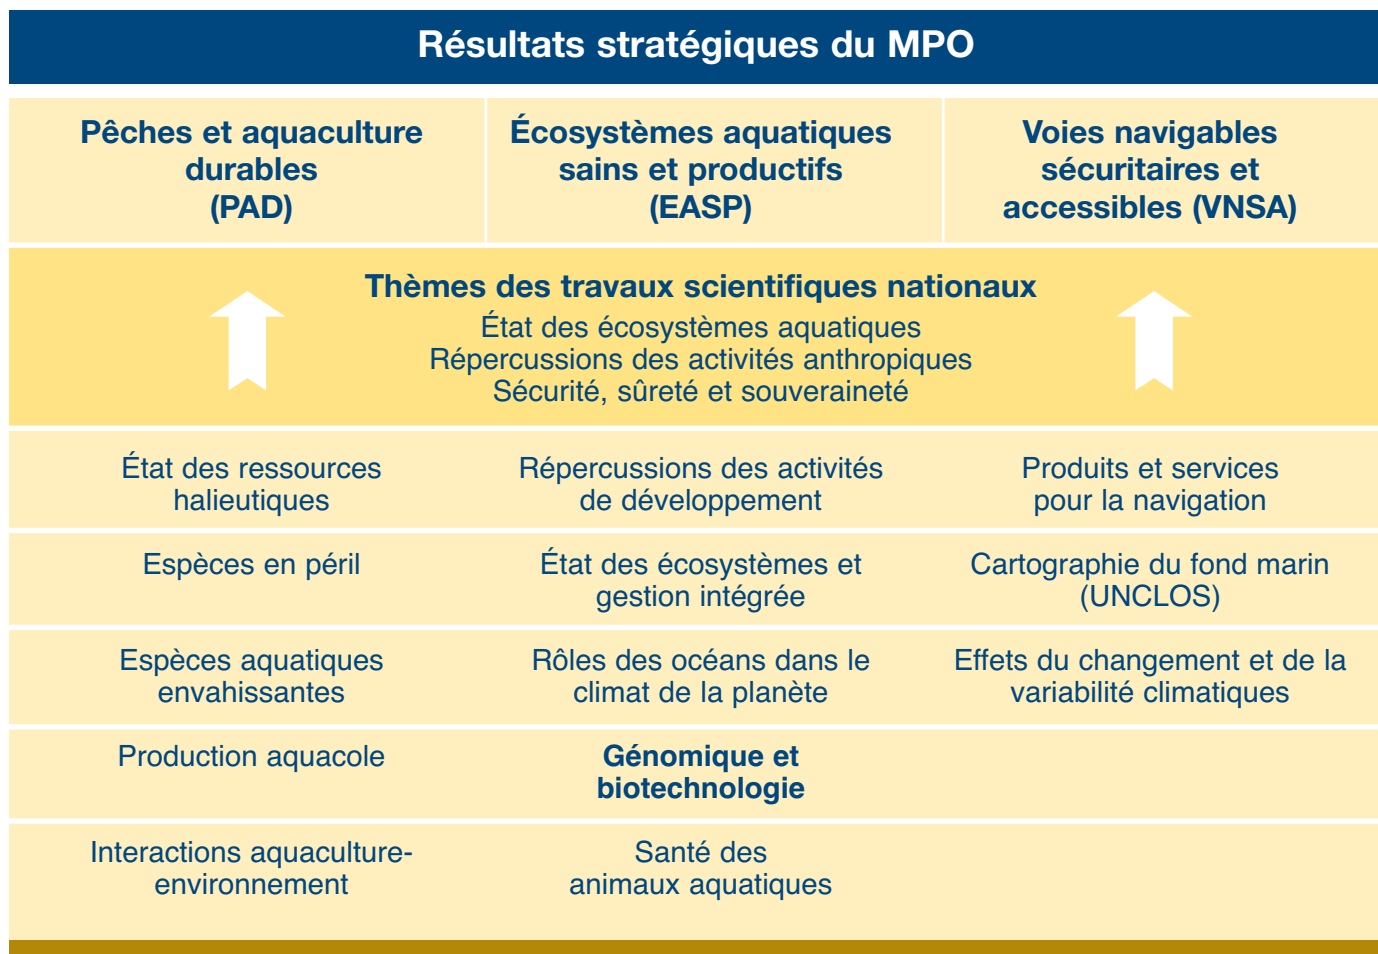 Résultats stratégiques du MPO
Pêches et aquaculture
durables
(PAD)
Écosystèmes aquatiques
sains et productifs
(EASP)
Voies navigables
sécuritaires et
accessibles (VNSA)
Thèmes des travaux scientifiques nationaux
État des écosystèmes aquatiques
Répercussions des activités anthropiques
Sécurité, sûreté et souveraineté
État des ressources
halieutiques
Répercussions des activités
de développement
Produits et services
pour la navigation
Espèces en péril
État des écosystèmes et
gestion intégrée
Cartographie du fond marin
(UNCLOS)
Espèces aquatiques
envahissantes
Rôles des océans dans le
climat de la planète
Effets du changement et de la
variabilité climatiques
Production aquacole
Génomique et
biotechnologie
Interactions aquaculture-
environnement
Santé des
animaux aquatiques